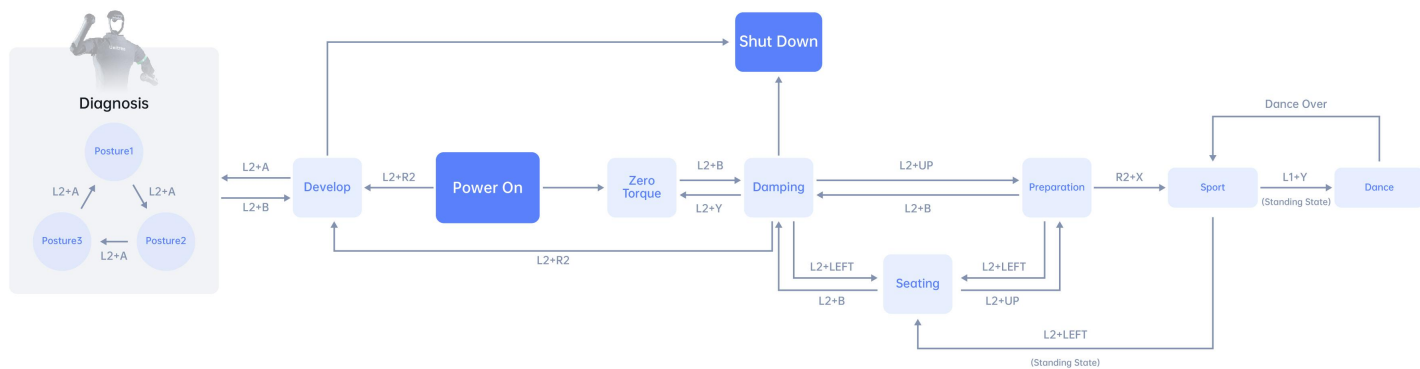 Shut Down
Diagnosis
Dance Over
Posture1
L2+A
L2+A
Posture3
Posture2
L2+A
L2+A
L2+B
Develop
L2+R2
Power On
Zero
Torque
L2+B
L2+Y
Damping
L2+UP
L2+B
Preparation
R2+X
Sport
L1+Y
(Standing State)
Dance
L2+R2
L2+LEFT
L2+B
Seating
L2+LEFT
L2+UP
L2+LEFT
(Standing State)